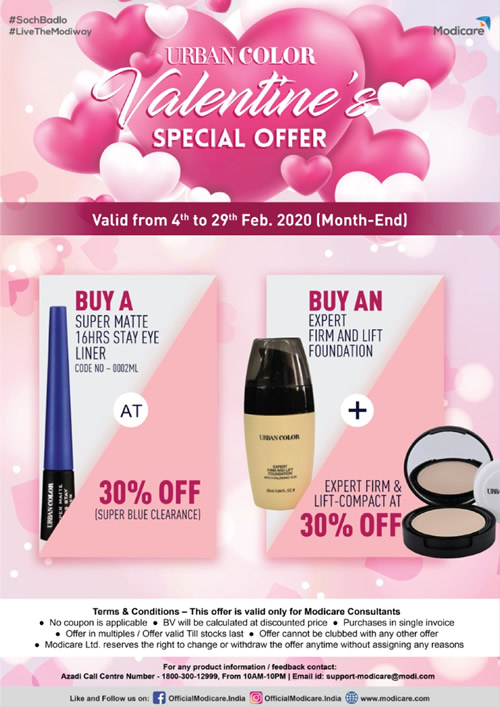 #SochBadlo
#LiveTheModiway
Modicare
URBAN COLOR
Valentine's
SPECIAL OFFER
Valid from 4th to 29th Feb. 2020 (Month-End)
BUY A
SUPER MATTE
16HRS STAY EYE
LINER
CODE NO – 0002ML
AT
30% OFF
(SUPER BLUE CLEARANCE)
URBAN COLOR
BUY AN
EXPERT
FIRM AND LIFT
FOUNDATION
+
URBAN COLOR
EXPERT
FIRM AND LIFT
FOUNDATION
EXPERT FIRM &
LIFT-COMPACT AT
30% OFF
Terms & Conditions – This offer is valid only for Modicare Consultants
• No coupon is applicable • BV will be calculated at discounted price • Purchases in single invoice
• Offer in multiples / Offer valid Till stocks last • Offer cannot be clubbed with any other offer
• Modicare Ltd. reserves the right to change or withdraw the offer anytime without assigning any reasons
For any product information / feedback contact:
Azadi Call Centre Number - 1800-300-12999, From 10AM-10PM | Email id: support-modicare@modi.com
Like and Follow us on: OfficialModicare.India OfficialModicare.India www.modicare.com